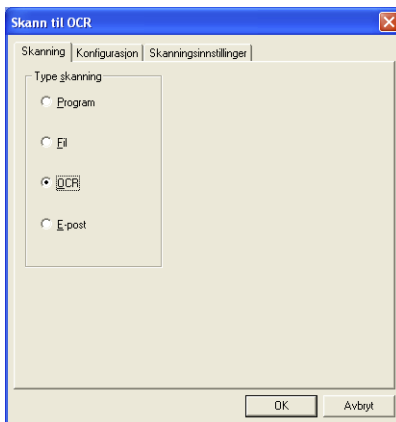 Skann til OCR
Skanning Konfigurasjon Skanningsinnstillinger
Type skanning
Program
Fil
OCR
E-post
OK Avbryt